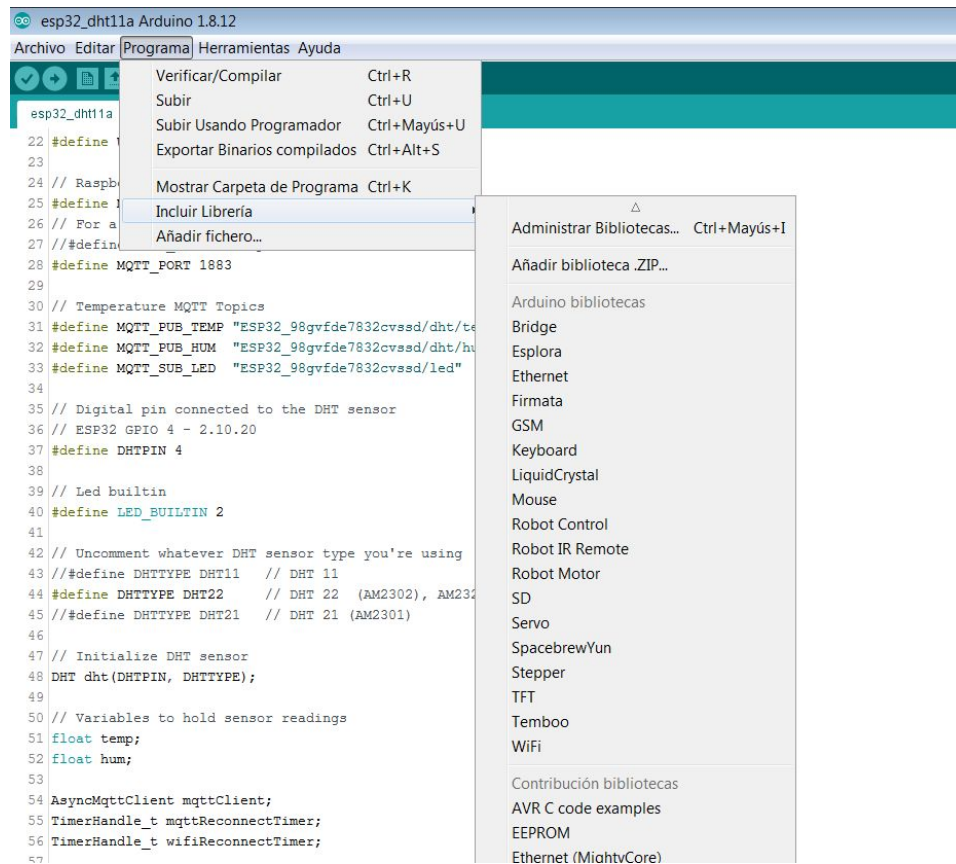 esp32_dht11a Arduino 1.8.12
Archivo Editar Programa Herramientas Ayuda
esp32_dht11a
Verificar/Compilar Ctrl+R
Subir Ctrl+U
Subir Usando Programador Ctrl+Mayús+U
Exportar Binarios compilados Ctrl+Alt+S
Mostrar Carpeta de Programa Ctrl+K
Incluir Librería
Añadir fichero...
22 #define
23
24 // Raspb
25 #define
26 // For a
27 //#defin
28 #define MQTT_PORT 1883
29
30 // Temperature MQTT Topics
31 #define MQTT_PUB_TEMP "ESP32_98gvfde7832cvssd/dht/te
32 #define MQTT_PUB_HUM "ESP32_98gvfde7832cvssd/dht/hu
33 #define MQTT_SUB_LED "ESP32_98gvfde7832cvssd/led"
34
35 // Digital pin connected to the DHT sensor
36 // ESP32 GPIO 4 - 2.10.20
37 #define DHTPIN 4
38
39 // Led builtin
40 #define LED_BUILTIN 2
41
42 // Uncomment whatever DHT sensor type you're using
43 //#define DHTTYPE DHT11 // DHT 11
44 #define DHTTYPE DHT22 // DHT 22 (AM2302), AM232
45 //#define DHTTYPE DHT21 // DHT 21 (AM2301)
46
47 // Initialize DHT sensor
48 DHT dht(DHTPIN, DHTTYPE);
49
50 // Variables to hold sensor readings
51 float temp;
52 float hum;
53
54 AsyncMqttClient mqttClient;
55 TimerHandle_t mqttReconnectTimer;
56 TimerHandle_t wifiReconnectTimer;
57
Administrar Bibliotecas... Ctrl+Mayús+I
Añadir biblioteca .ZIP...
Arduino bibliotecas
Bridge
Esplora
Ethernet
Firmata
GSM
Keyboard
LiquidCrystal
Mouse
Robot Control
Robot IR Remote
Robot Motor
SD
Servo
SpacebrewYun
Stepper
TFT
Temboo
WiFi
Contribución bibliotecas
AVR C code examples
EEPROM
Ethernet (MightyCore)